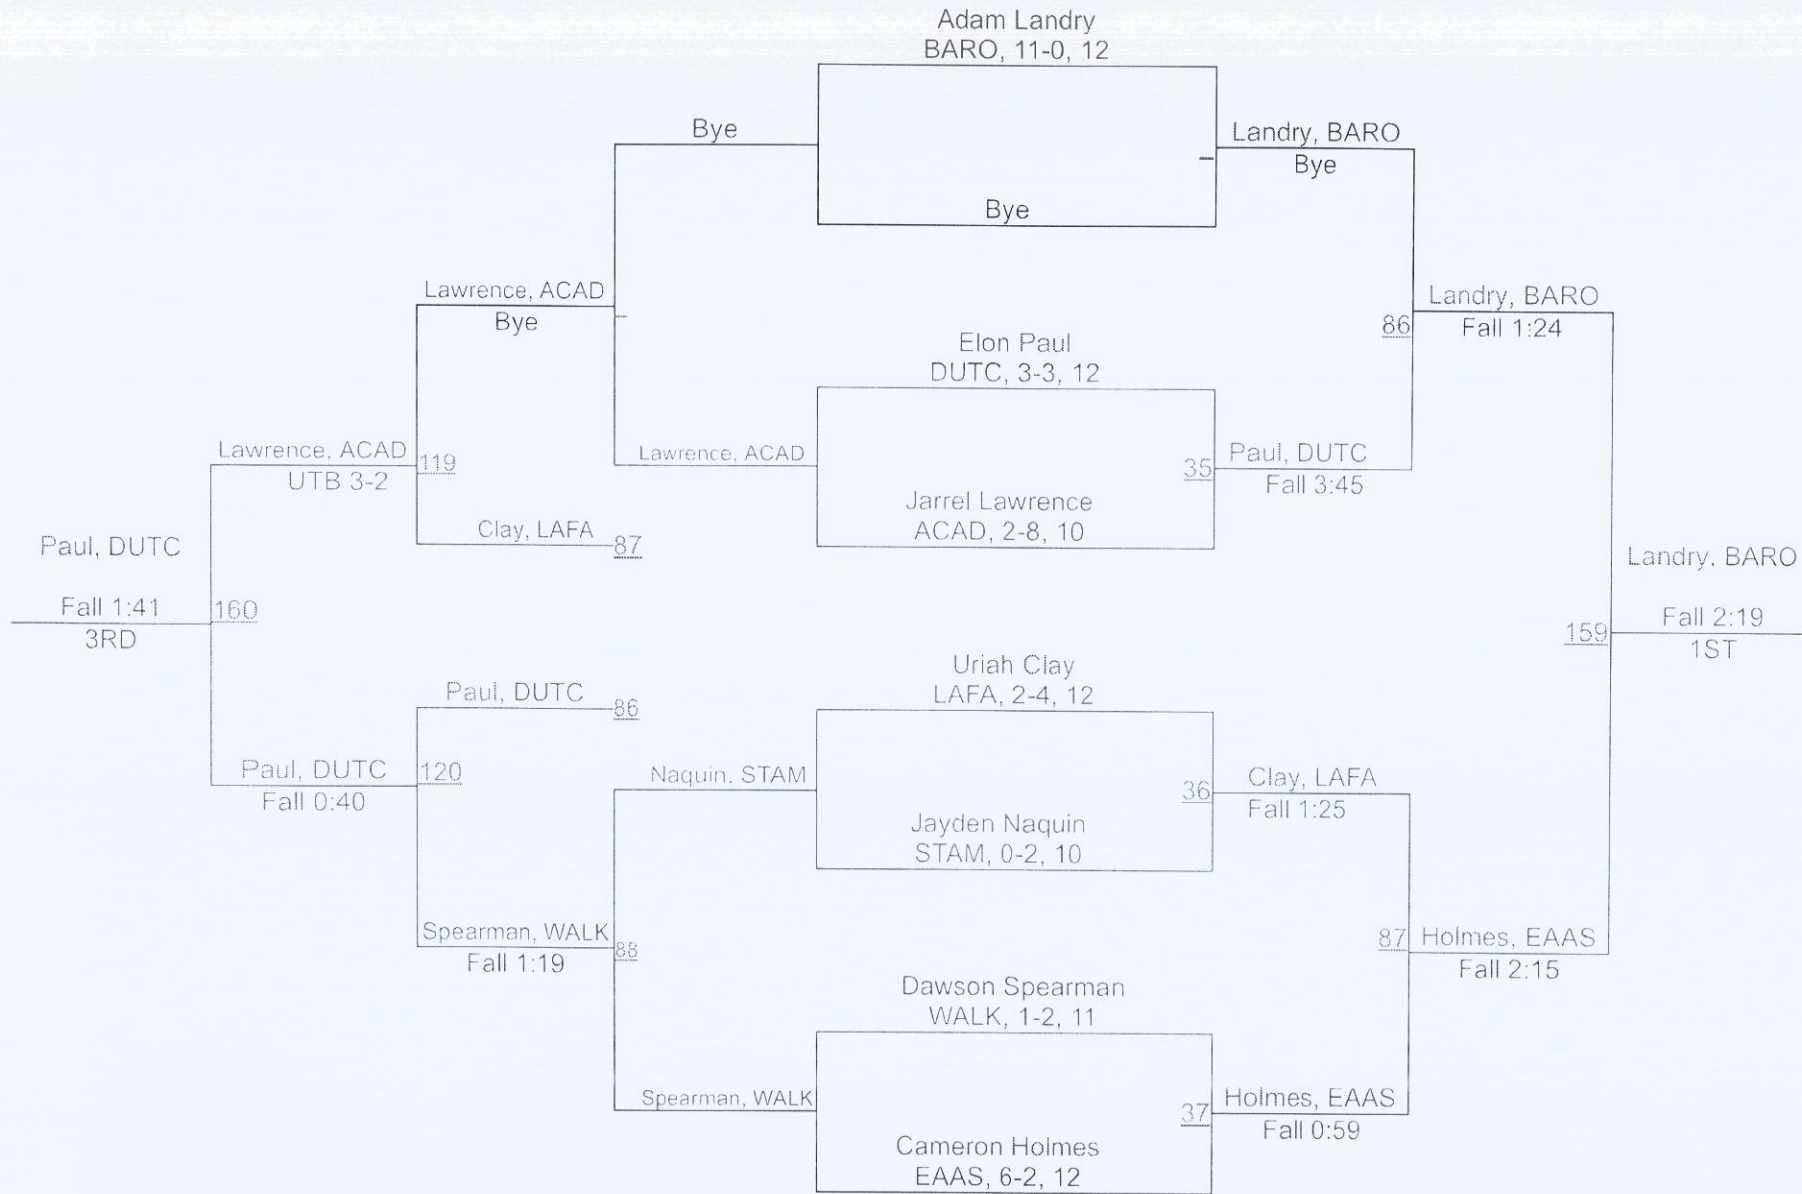 Adam Landry
BARO, 11-0, 12
Bye
Landry, BARO
Bye
Bye
Lawrence, ACAD
Bye
Landry, BARO
Fall 1:24
86
Elon Paul
DUTC, 3-3, 12
Lawrence, ACAD
UTB 3-2
119
Lawrence, ACAD
35
Paul, DUTC
Fall 3:45
Jarrel Lawrence
ACAD, 2-8, 10
Clay, LAFA
87
Paul, DUTC
Fall 1:41
3RD
160
Landry, BARO
Fall 2:19
1ST
159
Uriah Clay
LAFA, 2-4, 12
Paul, DUTC
86
Paul, DUTC
Fall 0:40
120
Naquin, STAM
36
Clay, LAFA
Fall 1:25
Jayden Naquin
STAM, 0-2, 10
Spearman, WALK
Fall 1:19
88
87
Holmes, EAAS
Fall 2:15
Dawson Spearman
WALK, 1-2, 11
Spearman, WALK
37
Holmes, EAAS
Fall 0:59
Cameron Holmes
EAAS, 6-2, 12